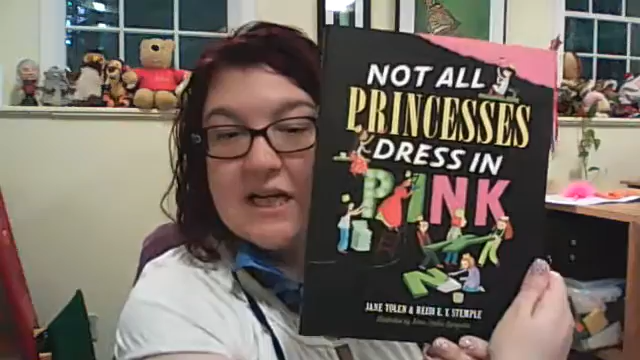 NOT ALL
PRINCESSES
DRESS IN
PINK
JANE YOLEN & HEIDI E. Y. STEMPLE